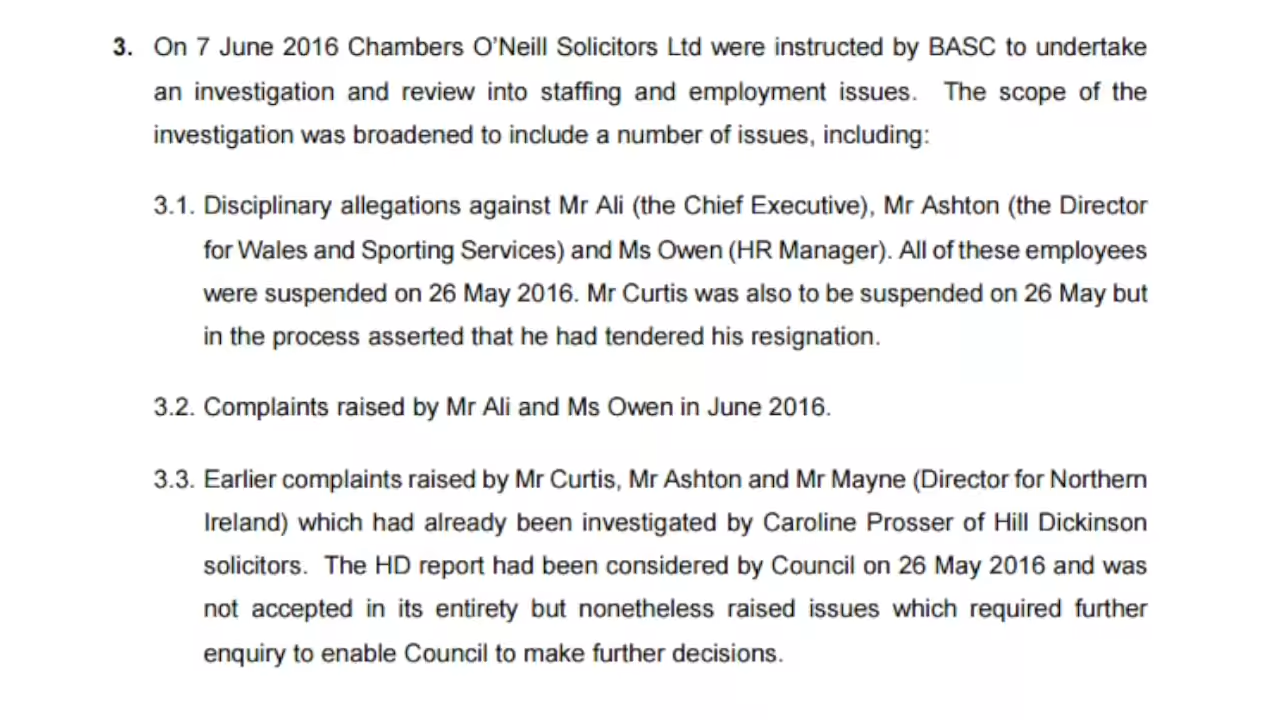 3. On 7 June 2016 Chambers O'Neill Solicitors Ltd were instructed by BASC to undertake
an investigation and review into staffing and employment issues. The scope of the
investigation was broadened to include a number of issues, including:
3.1. Disciplinary allegations against Mr Ali (the Chief Executive), Mr Ashton (the Director
for Wales and Sporting Services) and Ms Owen (HR Manager). All of these employees
were suspended on 26 May 2016. Mr Curtis was also to be suspended on 26 May but
in the process asserted that he had tendered his resignation.
3.2. Complaints raised by Mr Ali and Ms Owen in June 2016.
3.3. Earlier complaints raised by Mr Curtis, Mr Ashton and Mr Mayne (Director for Northern
Ireland) which had already been investigated by Caroline Prosser of Hill Dickinson
solicitors. The HD report had been considered by Council on 26 May 2016 and was
not accepted in its entirety but nonetheless raised issues which required further
enquiry to enable Council to make further decisions.